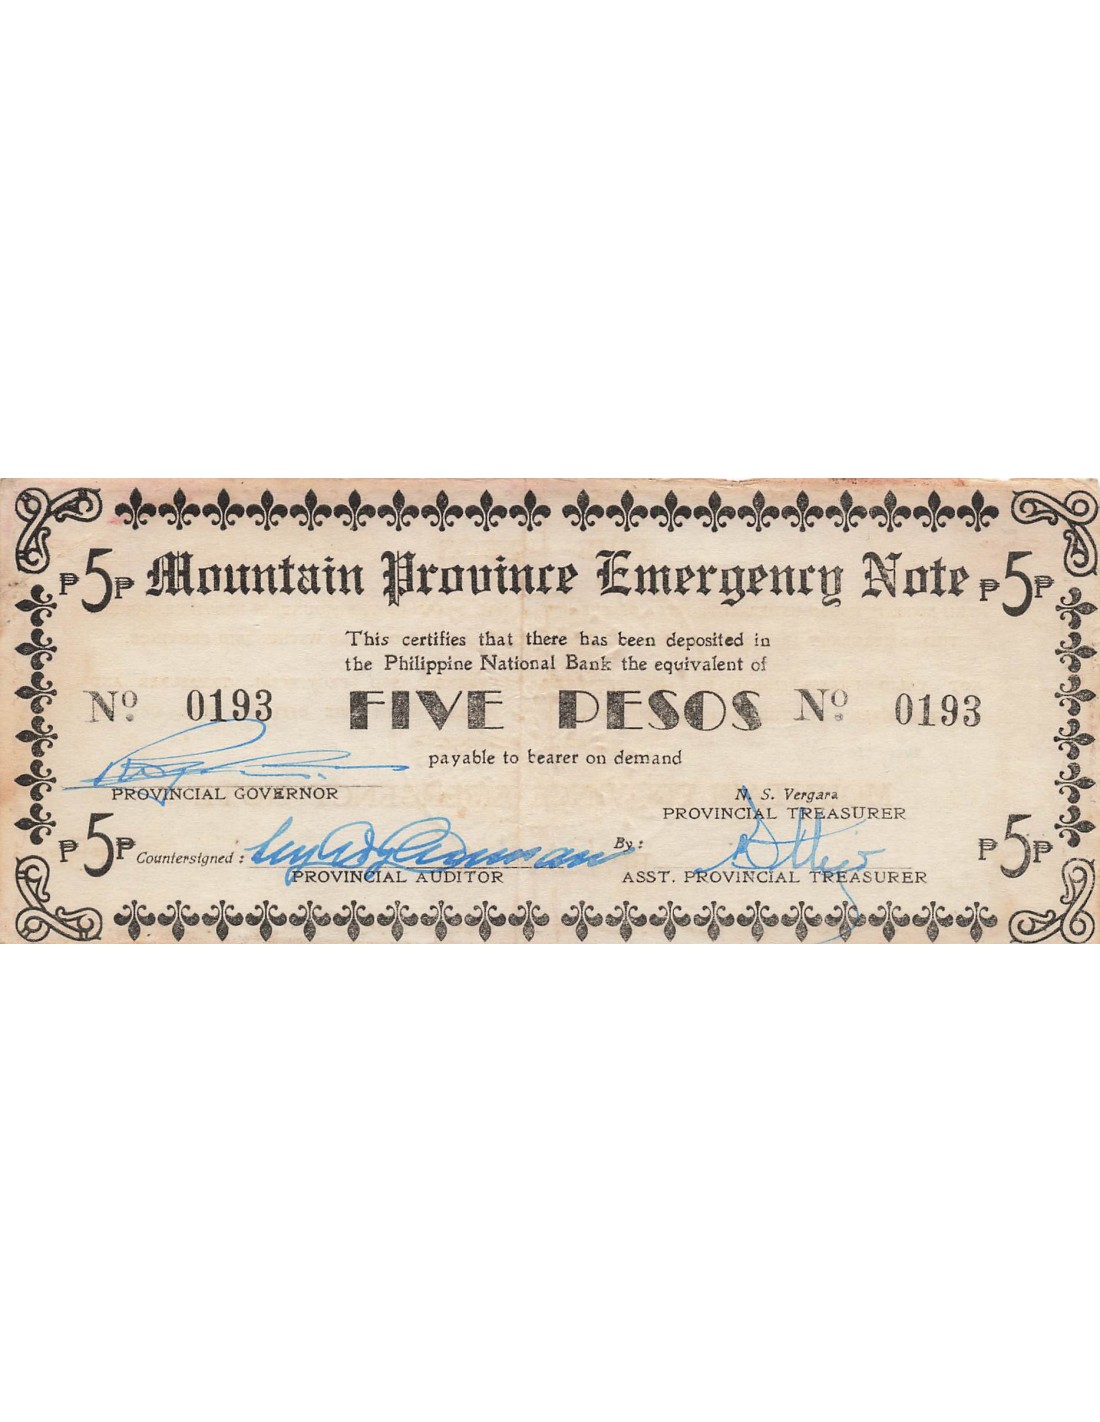 ₱5₱ Mountain Province Emergency Note ₱5₱
This certifies that there has been deposited in
the Philippine National Bank the equivalent of
Nº 0193 FIVE PESOS Nº 0193
payable to bearer on demand
PROVINCIAL GOVERNOR
N. S. Vergara
PROVINCIAL TREASURER
₱5₱ Countersigned : By : ₱5₱
PROVINCIAL AUDITOR ASST. PROVINCIAL TREASURER